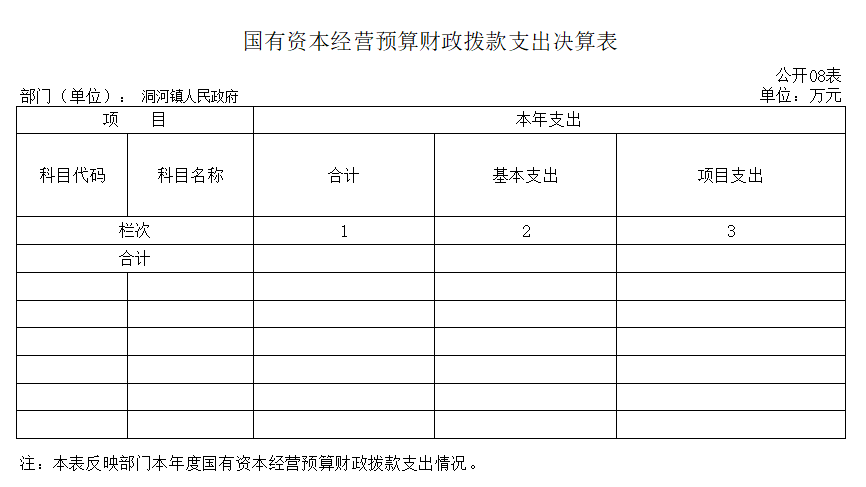 国有资本经营预算财政拨款支出决算表
公开08表
部门（单位）： 洞河镇人民政府 单位：万元
项 目 本年支出
科目代码 科目名称 合计 基本支出 项目支出
栏次 1 2 3
合计
注：本表反映部门本年度国有资本经营预算财政拨款支出情况。